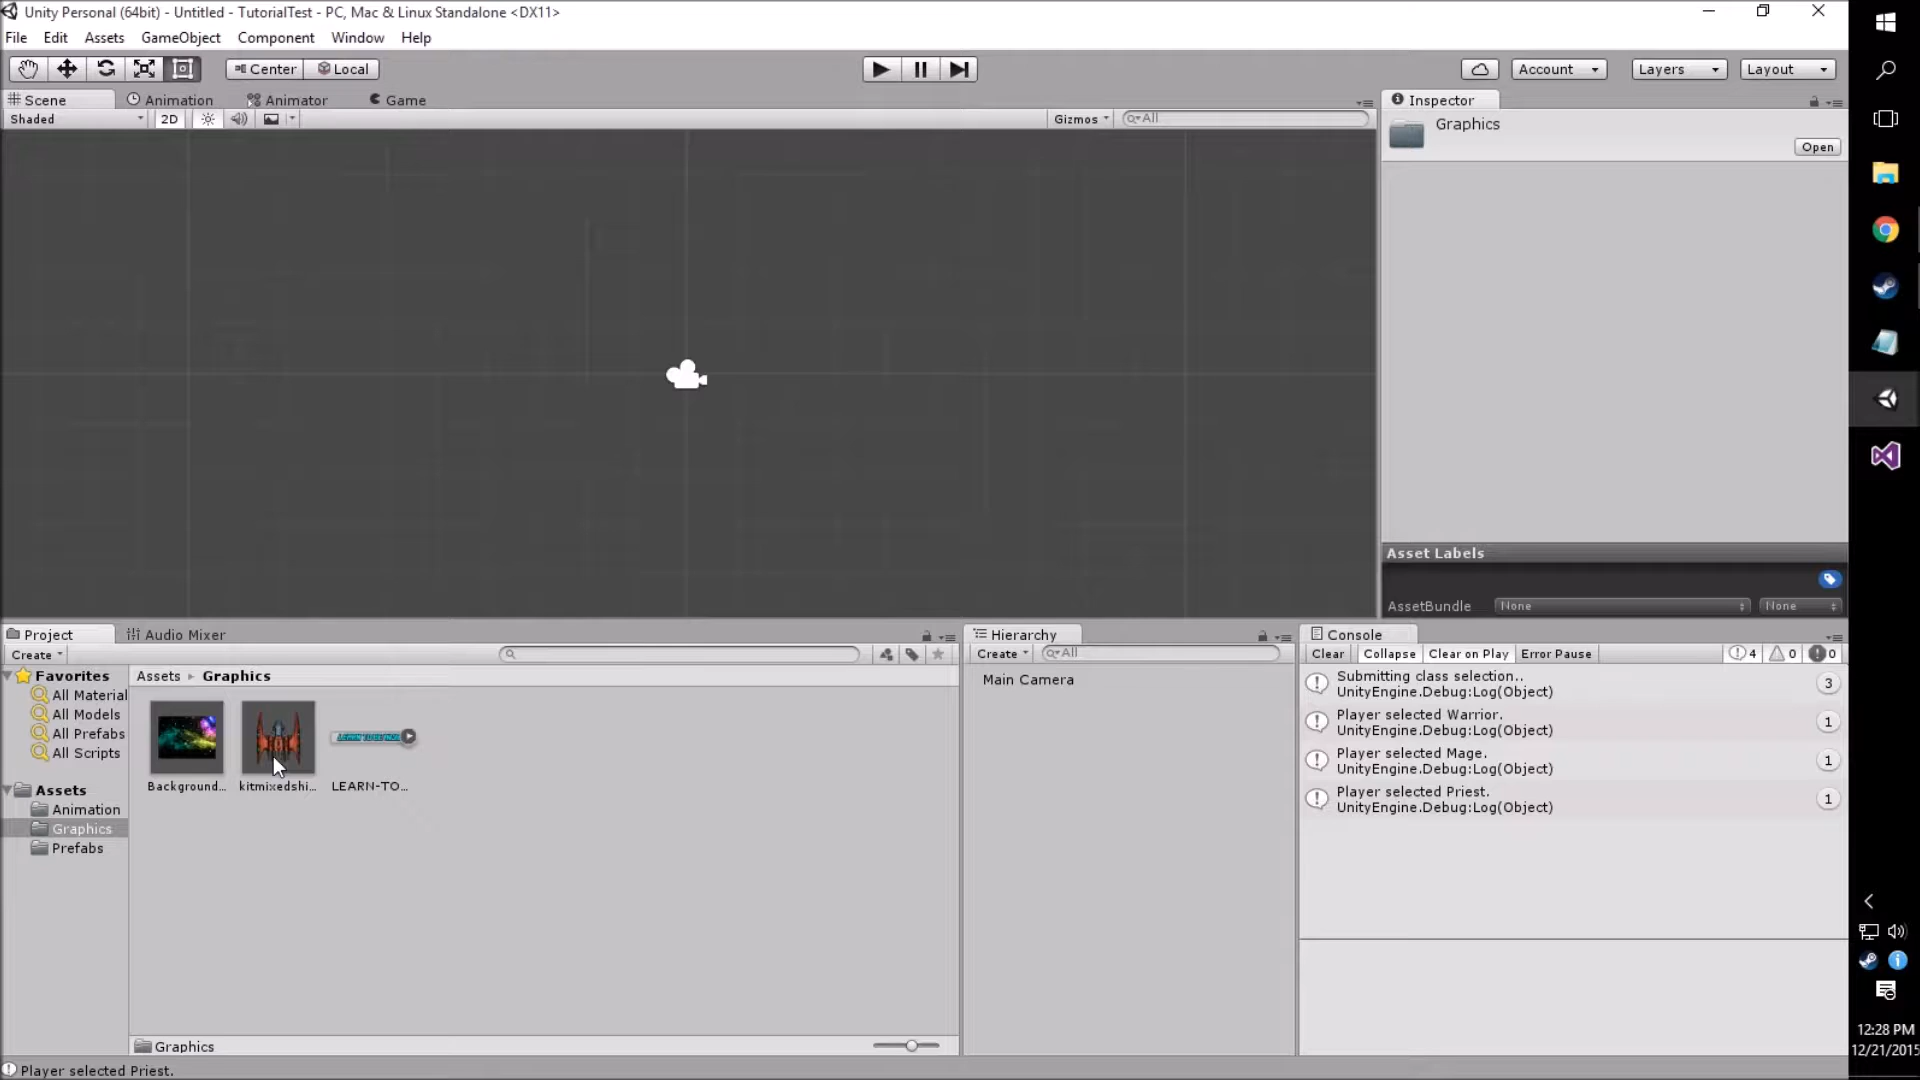 Unity Personal (64bit) - Untitled - TutorialTest - PC, Mac & Linux Standalone <DX11>
File Edit Assets GameObject Component Window Help
Center Local Account Layers Layout
Scene Animation Animator Game
Shaded 2D Gizmos All
Inspector
Graphics
Open
Asset Labels
AssetBundle None None
Project Audio Mixer
Create
Favorites
All Material
All Models
All Prefabs
All Scripts
Assets
Animation
Graphics
Prefabs
Assets Graphics
Background... kitmixedshi... LEARN-TO...
Graphics
Hierarchy
Create All
Main Camera
Console
Clear Collapse Clear on Play Error Pause 4 0 0
Submitting class selection..
UnityEngine.Debug:Log(Object)
3
Player selected Warrior.
UnityEngine.Debug:Log(Object)
1
Player selected Mage.
UnityEngine.Debug:Log(Object)
1
Player selected Priest.
UnityEngine.Debug:Log(Object)
1
Player selected Priest.
12:28 PM
12/21/2015